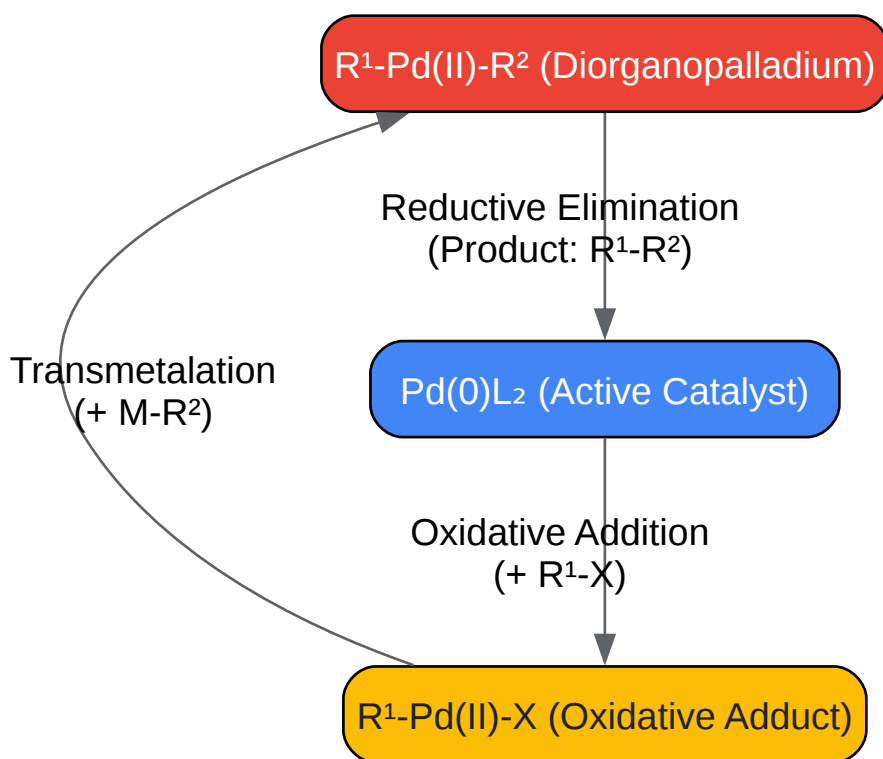 R¹-Pd(II)-R² (Diorganopalladium)
Reductive Elimination
(Product: R¹-R²)
Transmetalation
(+ M-R²)
Pd(0)L₂ (Active Catalyst)
Oxidative Addition
(+ R¹-X)
R¹-Pd(II)-X (Oxidative Adduct)